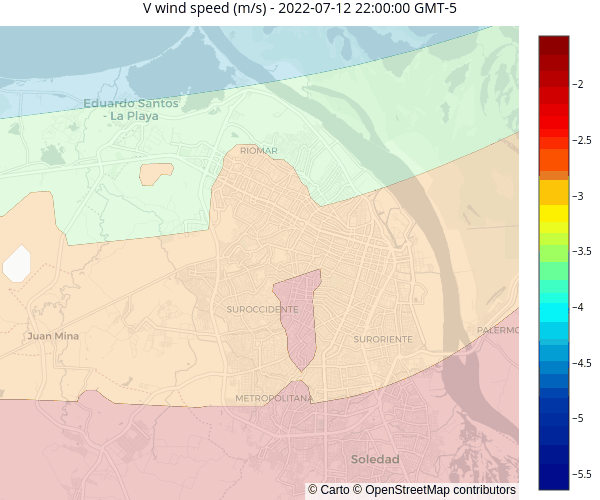 V wind speed (m/s) - 2022-07-12 22:00:00 GMT-5
Eduardo Santos
- La Playa
RIOMAR
SUROCCIDENTE
Juan Mina
SURORIENTE
PALERMO
METROPOLITANA
Soledad
© Carto © OpenStreetMap contributors
−2
−2.5
−3
−3.5
−4
−4.5
−5
−5.5